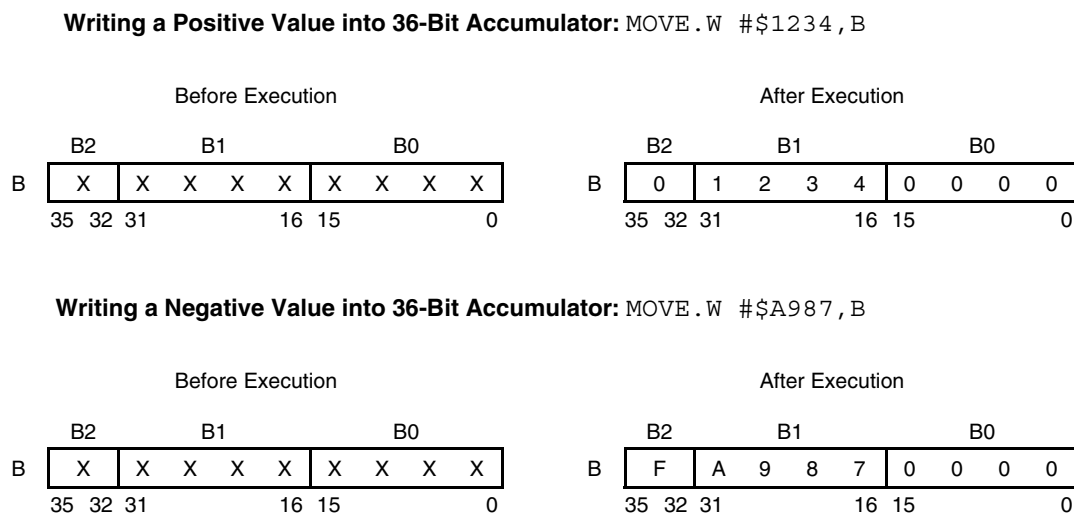 Writing a Positive Value into 36-Bit Accumulator: MOVE.W #$1234,B
Before Execution After Execution
B2 B1 B0 B2 B1 B0
B X X X X X X X X X B 0 1 2 3 4 0 0 0 0
35 32 31 16 15 0 35 32 31 16 15 0
Writing a Negative Value into 36-Bit Accumulator: MOVE.W #$A987,B
Before Execution After Execution
B2 B1 B0 B2 B1 B0
B X X X X X X X X X B F A 9 8 7 0 0 0 0
35 32 31 16 15 0 35 32 31 16 15 0